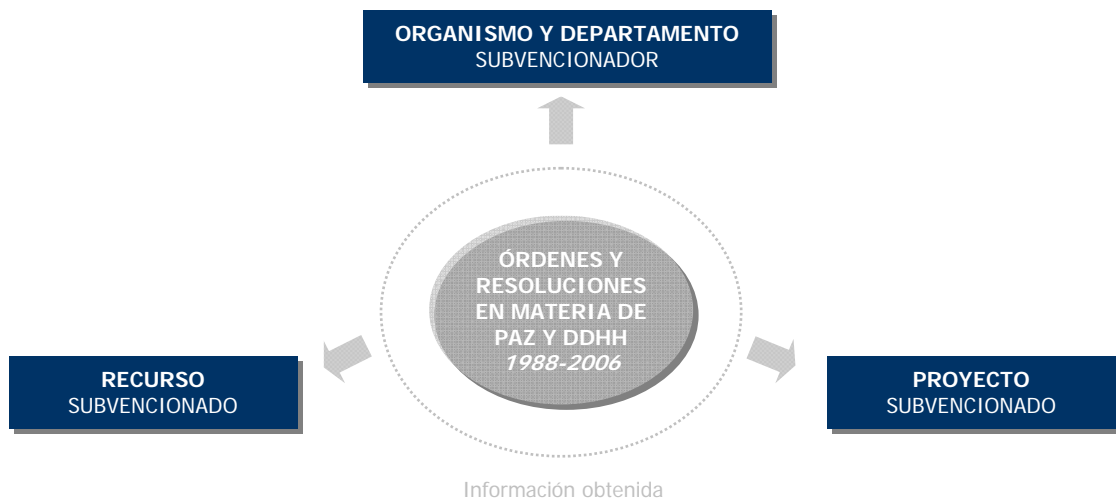 ORGANISMO Y DEPARTAMENTO
SUBVENCIONADOR
ÓRDENES Y
RESOLUCIONES
EN MATERIA DE
PAZ Y DDHH
1988-2006
RECURSO
SUBVENCIONADO
PROYECTO
SUBVENCIONADO
Información obtenida